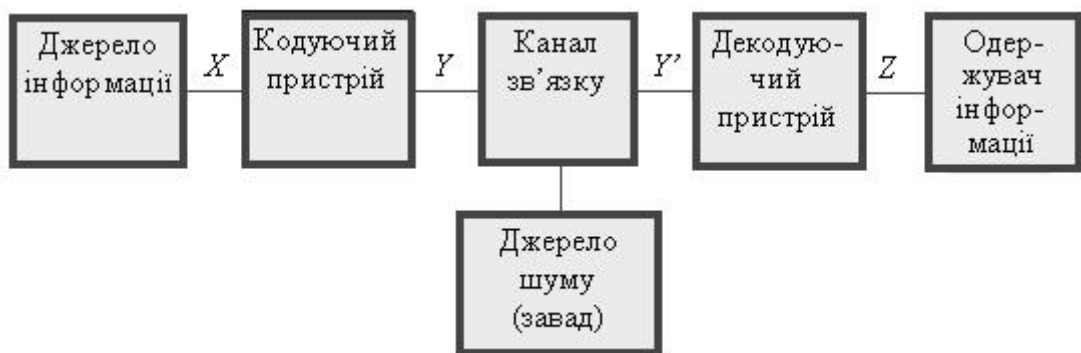 Джерело
інформації
X
Кодуючий
пристрій
Y
Канал
зв’язку
Y’
Декодую-
чий
пристрій
Z
Одер-
жувач
інфор-
мації
Джерело
шуму
(завад)